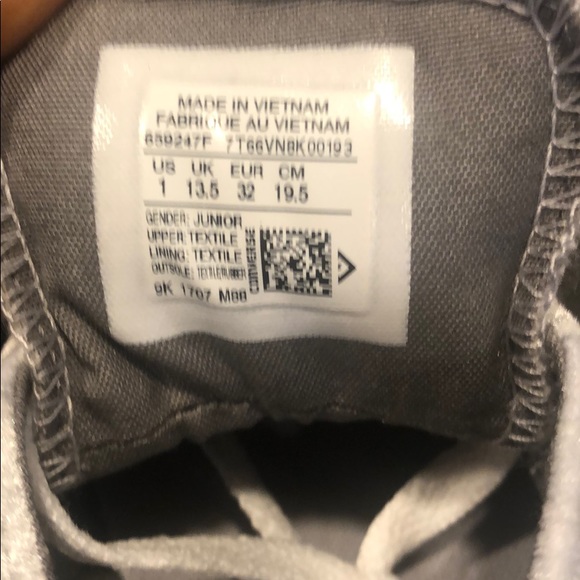 MADE IN VIETNAM
FABRIQUE AU VIETNAM
659247F 7T66VN8K00193
US UK EUR CM
1 13.5 32 19.5
GENDER: JUNIOR
UPPER: TEXTILE
LINING: TEXTILE
OUTSOLE: TEXTILE/RUBBER
9K 1707 M88
CONVERSE